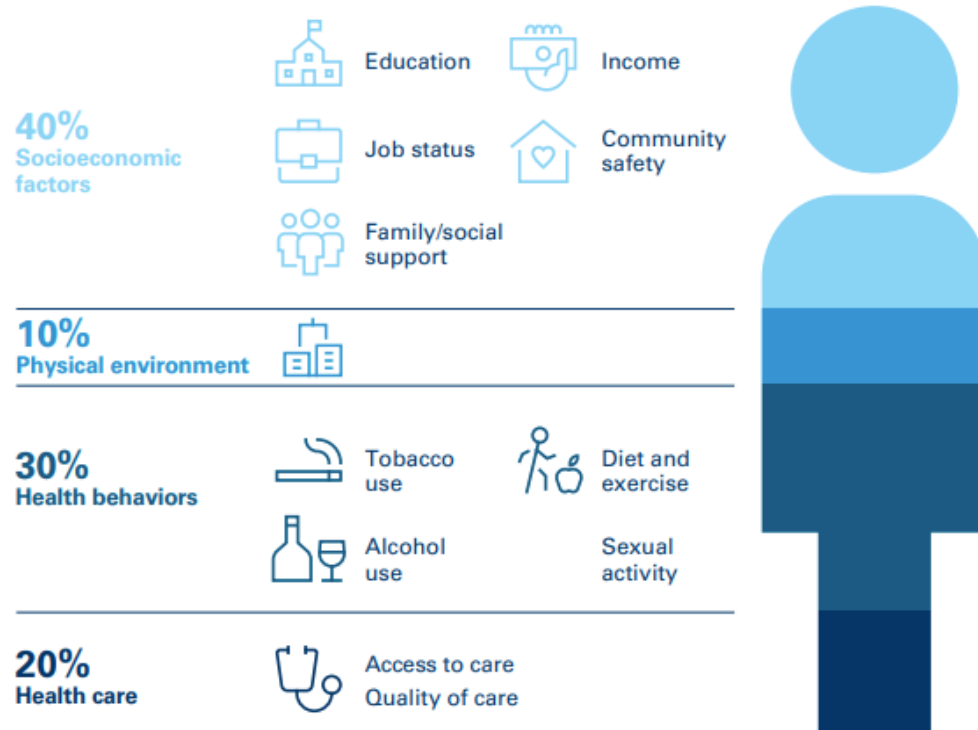 40%
Socioeconomic
factors
Education
Income
Job status
Community
safety
Family/social
support
10%
Physical environment
30%
Health behaviors
Tobacco
use
Diet and
exercise
Alcohol
use
Sexual
activity
20%
Health care
Access to care
Quality of care